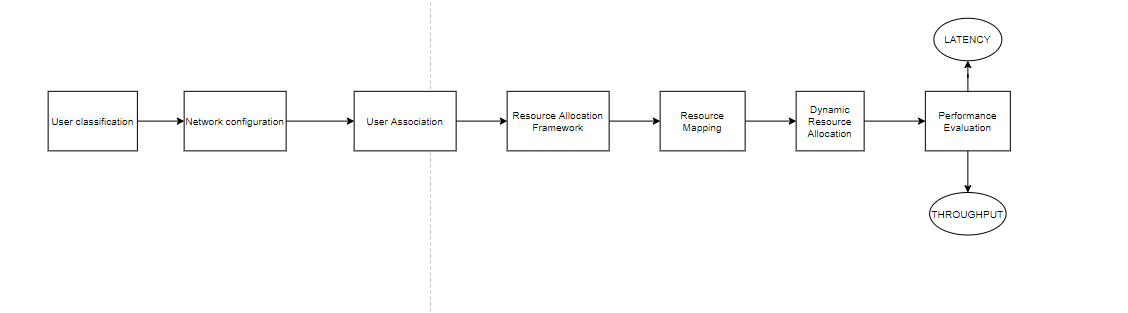 LATENCY
User classification
Network configuration
User Association
Resource Allocation
Framework
Resource
Mapping
Dynamic
Resource
Allocation
Performance
Evaluation
THROUGHPUT